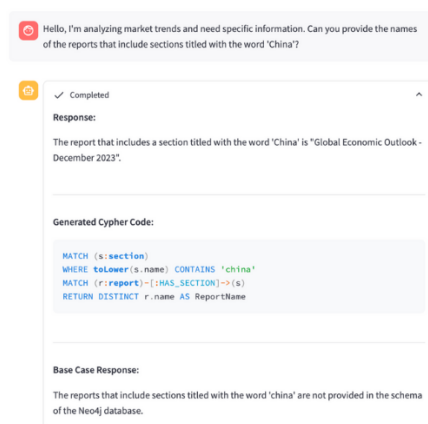 Hello, I'm analyzing market trends and need specific information. Can you provide the names
of the reports that include sections titled with the word 'China'?
Completed
Response:
The report that includes a section titled with the word 'China' is "Global Economic Outlook -
December 2023".
Generated Cypher Code:
MATCH (s:section)
WHERE toLower(s.name) CONTAINS 'china'
MATCH (r:report)-[:HAS_SECTION]->(s)
RETURN DISTINCT r.name AS ReportName
Base Case Response:
The reports that include sections titled with the word 'china' are not provided in the schema
of the Neo4j database.